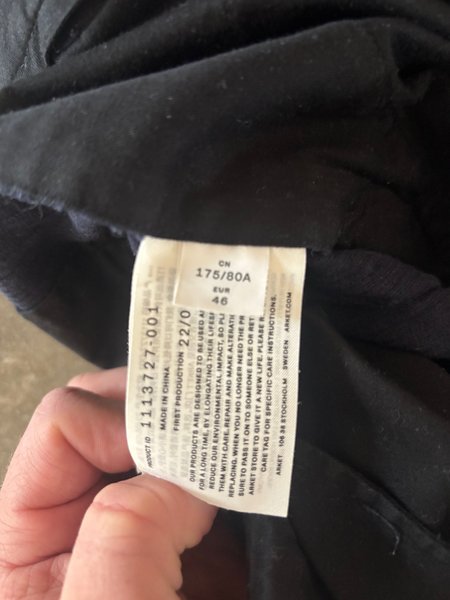 CN
175/80A
EUR
46
PRODUCT ID 1113727-001
MADE IN CHINA
FIRST PRODUCTION 22/0
OUR PRODUCTS ARE DESIGNED TO BE USED
FOR A LONG TIME, BY ELONGATING THEIR
REDUCE OUR ENVIRONMENTAL IMPACT, SO
THEM WITH CARE, REPAIR AND MAKE
REPLACING. WHEN YOU NO LONGER NEED THE
SURE TO PASS IT ON TO SOMEONE ELSE OR
ARKET STORE TO GIVE IT A NEW LIFE. PLEASE
CARE TAG FOR SPECIFIC CARE INSTRUCTIONS.
ARKET 106 38 STOCKHOLM SWEDEN ARKET.COM